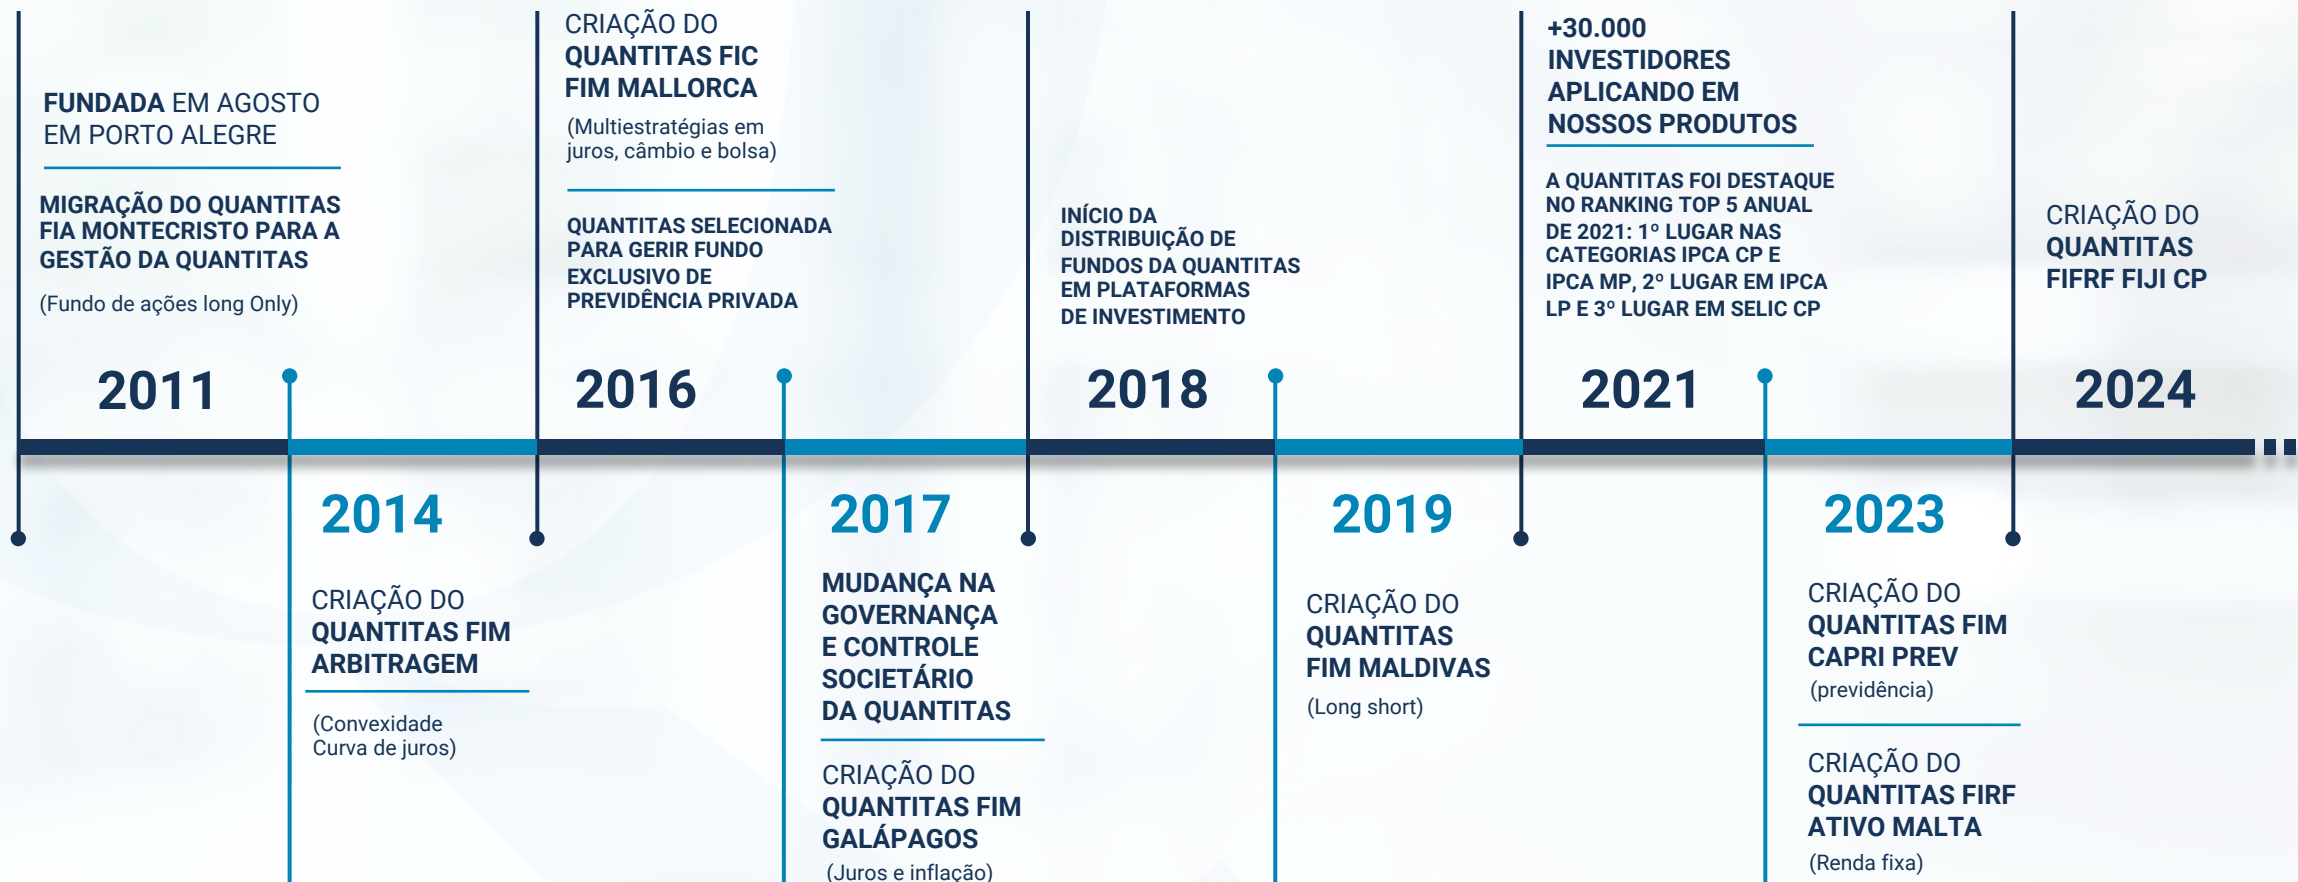 FUNDADA EM AGOSTO
EM PORTO ALEGRE
MIGRAÇÃO DO QUANTITAS
FIA MONTECRISTO PARA A
GESTÃO DA QUANTITAS
(Fundo de ações long Only)
2011
2014
CRIAÇÃO DO
QUANTITAS FIM
ARBITRAGEM
(Convexidade
Curva de juros)
CRIAÇÃO DO
QUANTITAS FIC
FIM MALLORCA
(Multiestratégias em
juros, câmbio e bolsa)
QUANTITAS SELECIONADA
PARA GERIR FUNDO
EXCLUSIVO DE
PREVIDÊNCIA PRIVADA
2016
2017
MUDANÇA NA
GOVERNANÇA
E CONTROLE
SOCIETÁRIO
DA QUANTITAS
CRIAÇÃO DO
QUANTITAS FIM
GALÁPAGOS
(Juros e inflação)
INÍCIO DA
DISTRIBUIÇÃO DE
FUNDOS DA QUANTITAS
EM PLATAFORMAS
DE INVESTIMENTO
2018
2019
CRIAÇÃO DO
QUANTITAS
FIM MALDIVAS
(Long short)
+30.000
INVESTIDORES
APLICANDO EM
NOSSOS PRODUTOS
A QUANTITAS FOI DESTAQUE
NO RANKING TOP 5 ANUAL
DE 2021: 1º LUGAR NAS
CATEGORIAS IPCA CP E
IPCA MP, 2º LUGAR EM IPCA
LP E 3º LUGAR EM SELIC CP
2021
2023
CRIAÇÃO DO
QUANTITAS FIM
CAPRI PREV
(previdência)
CRIAÇÃO DO
QUANTITAS FIRF
ATIVO MALTA
(Renda fixa)
CRIAÇÃO DO
QUANTITAS
FIFRF FIJI CP
2024